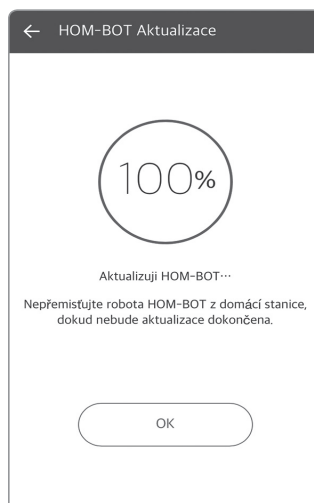 ← HOM-BOT Aktualizace
100%
Aktualizuji HOM-BOT···
Nepřemisťujte robota HOM-BOT z domácí stanice,
dokud nebude aktualizace dokončena.
OK